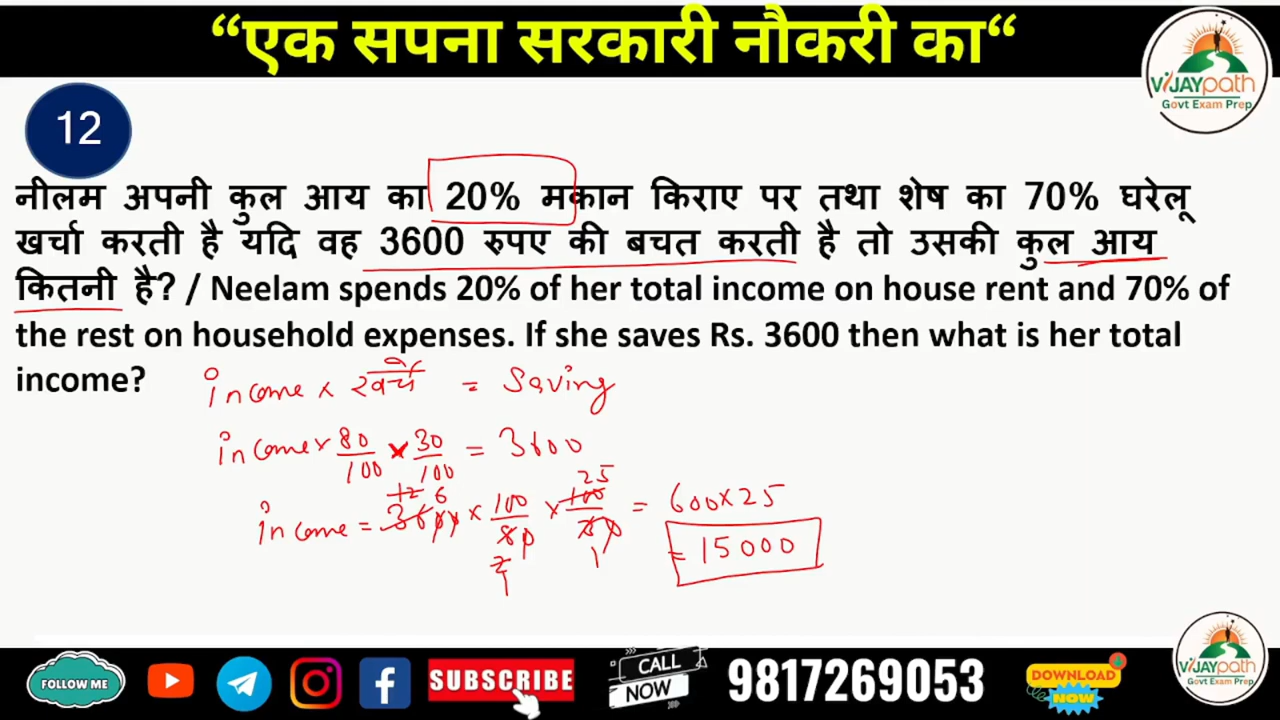 “एक सपना सरकारी नौकरी का“
VIJAYpath
Govt Exam Prep
12
नीलम अपनी कुल आय का 20% मकान किराए पर तथा शेष का 70% घरेलू
खर्चा करती है यदि वह 3600 रुपए की बचत करती है तो उसकी कुल आय
कितनी है? / Neelam spends 20% of her total income on house rent and 70% of
the rest on household expenses. If she saves Rs. 3600 then what is her total
income?
income × खर्च = Saving
income × 80/100 × 30/100 = 3600
income = 3600 × 100/80 × 100/30 = 600×25
= 15000
VIJAYpath
Govt Exam Prep
FOLLOW ME
SUBSCRIBE
CALL
NOW
9817269053
DOWNLOAD
NOW